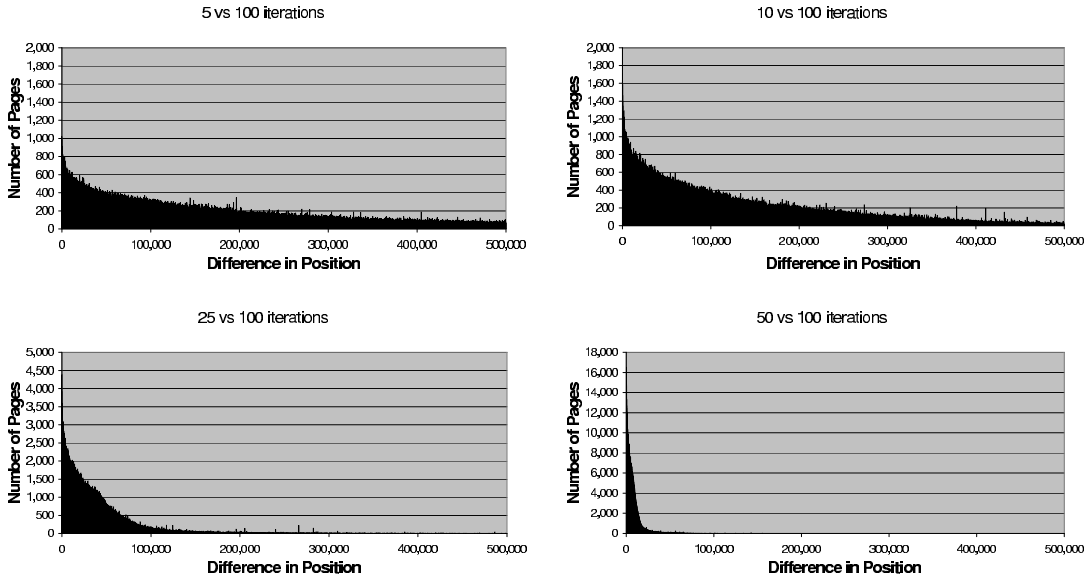 5 vs 100 iterations
2,000
1,800
1,600
1,400
1,200
1,000
800
600
400
200
0
Number of Pages
0 100,000 200,000 300,000 400,000 500,000
Difference in Position
10 vs 100 iterations
2,000
1,800
1,600
1,400
1,200
1,000
800
600
400
200
0
Number of Pages
0 100,000 200,000 300,000 400,000 500,000
Difference in Position
25 vs 100 iterations
5,000
4,500
4,000
3,500
3,000
2,500
2,000
1,500
1,000
500
0
Number of Pages
0 100,000 200,000 300,000 400,000 500,000
Difference in Position
50 vs 100 iterations
18,000
16,000
14,000
12,000
10,000
8,000
6,000
4,000
2,000
0
Number of Pages
0 100,000 200,000 300,000 400,000 500,000
Difference in Position